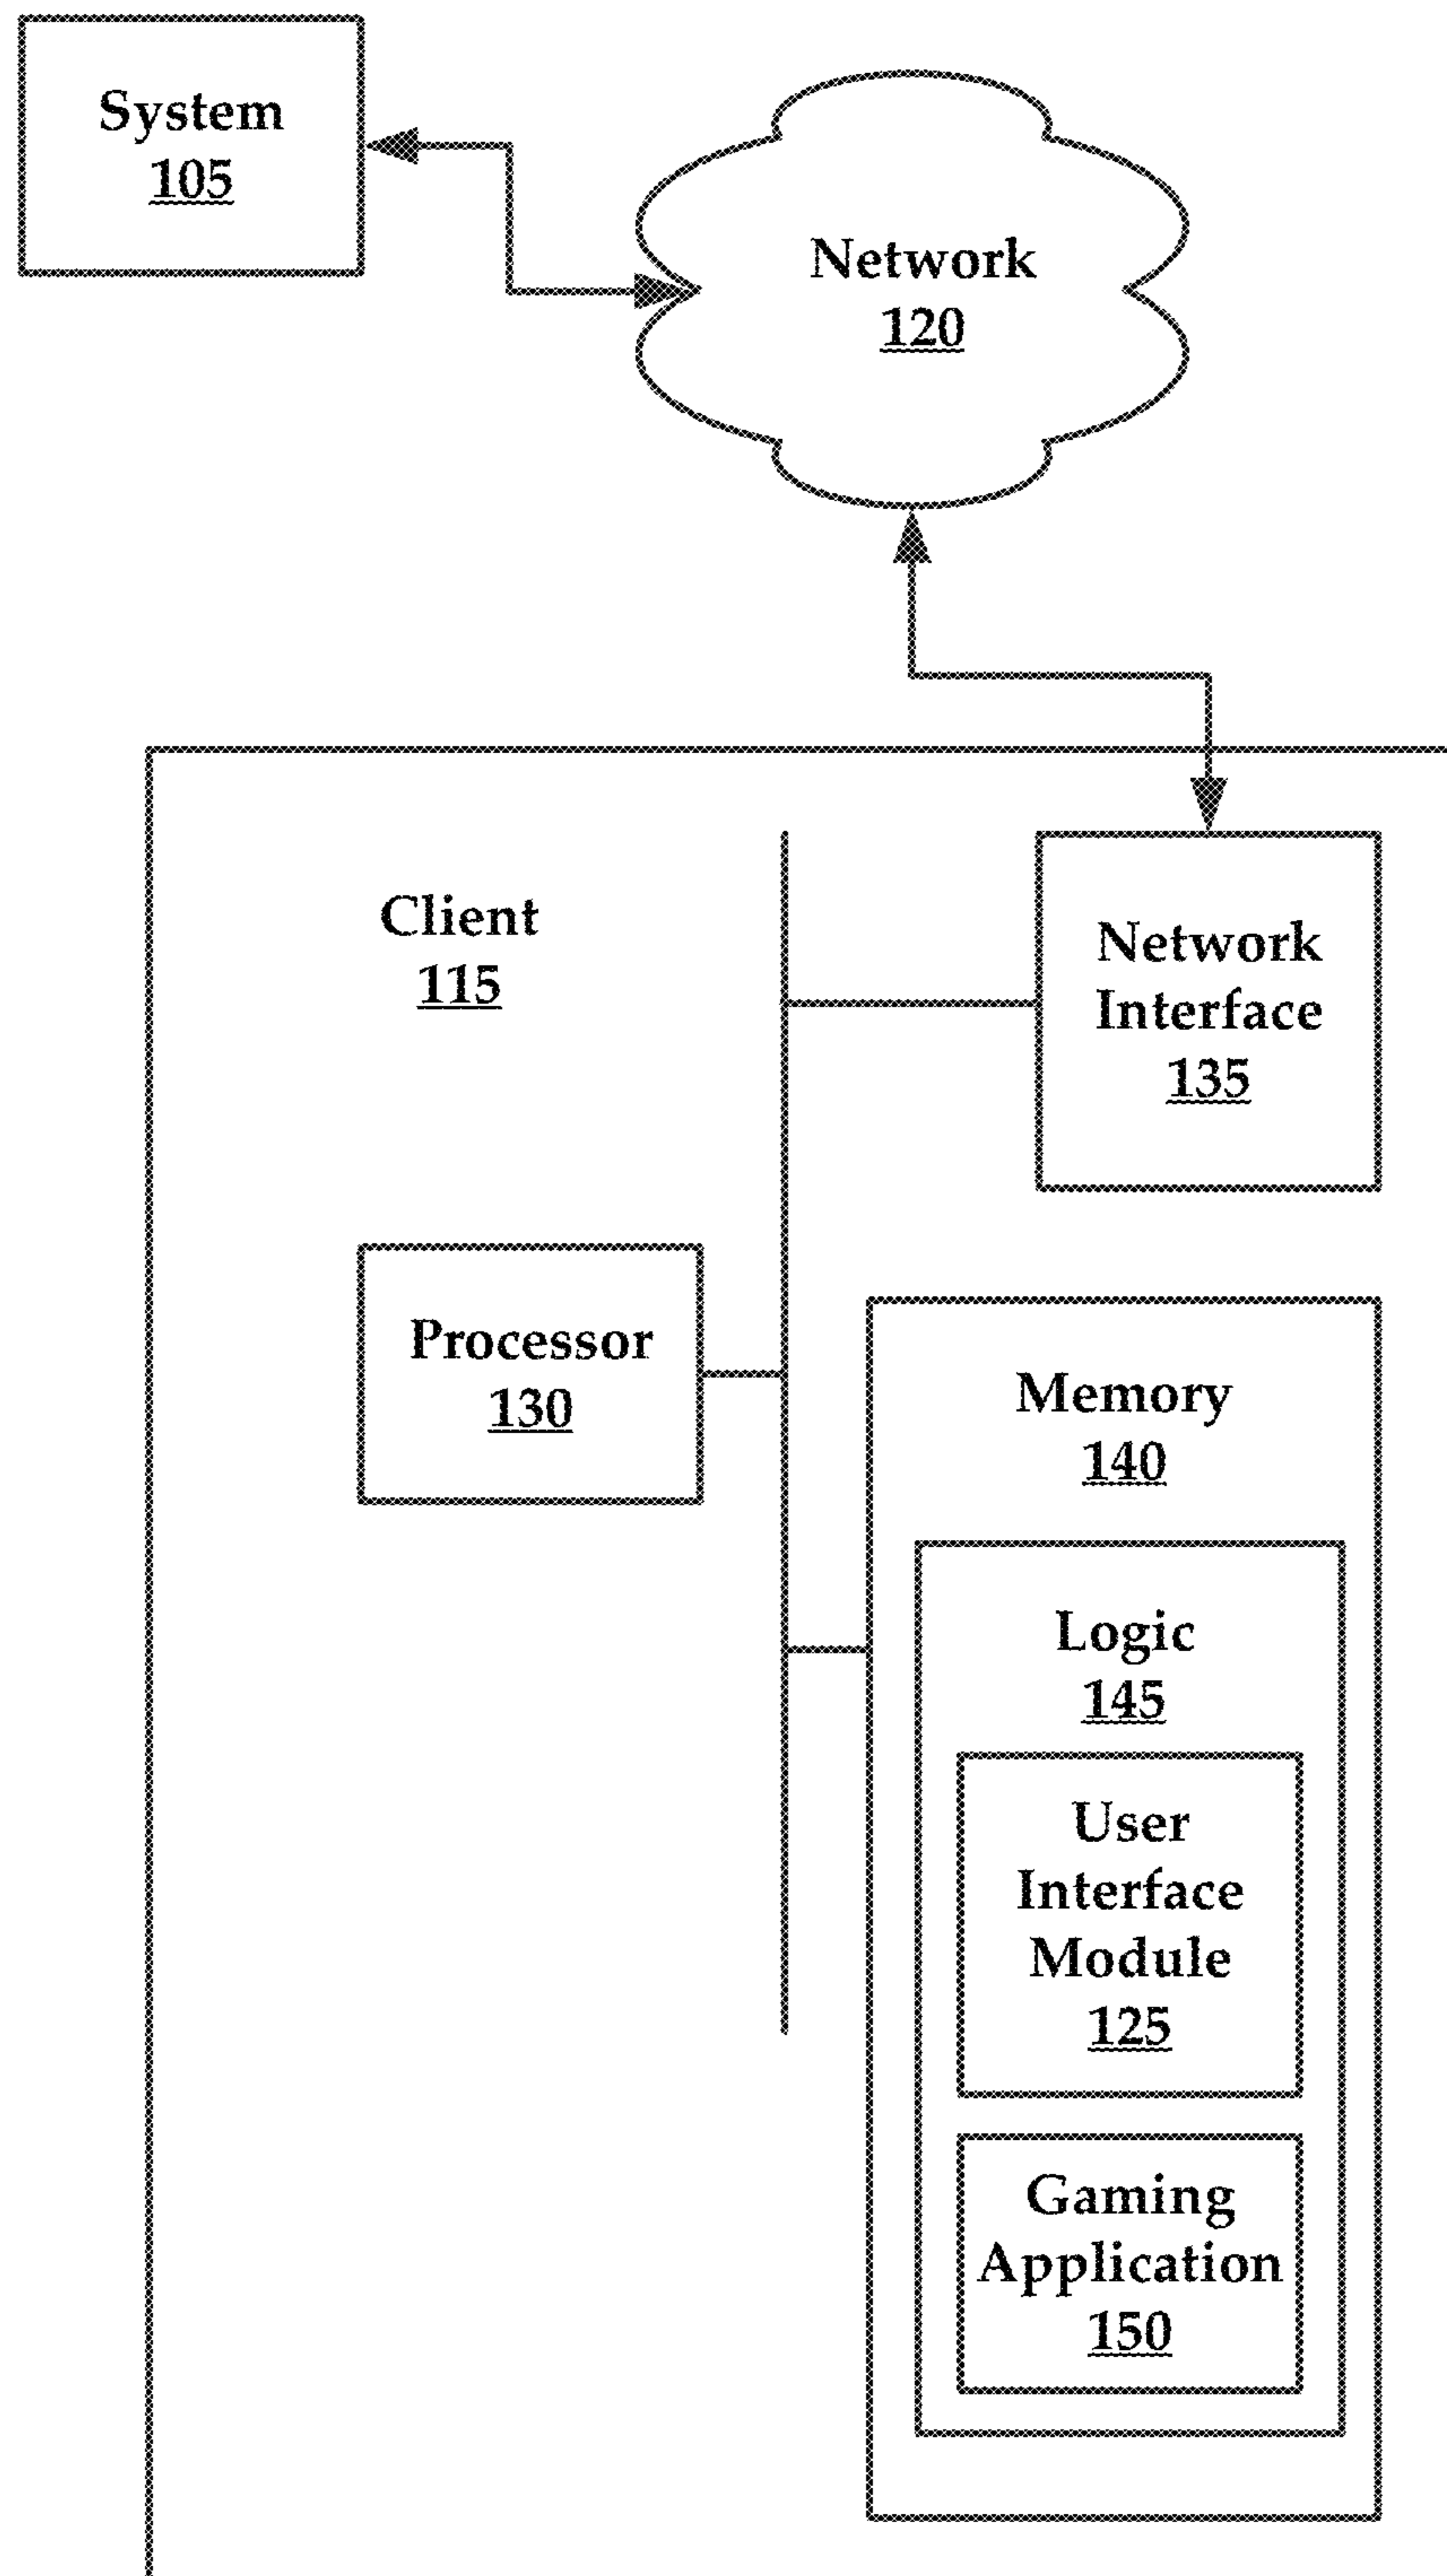 System
105
Network
120
Client
115
Network
Interface
135
Processor
130
Memory
140
Logic
145
User
Interface
Module
125
Gaming
Application
150